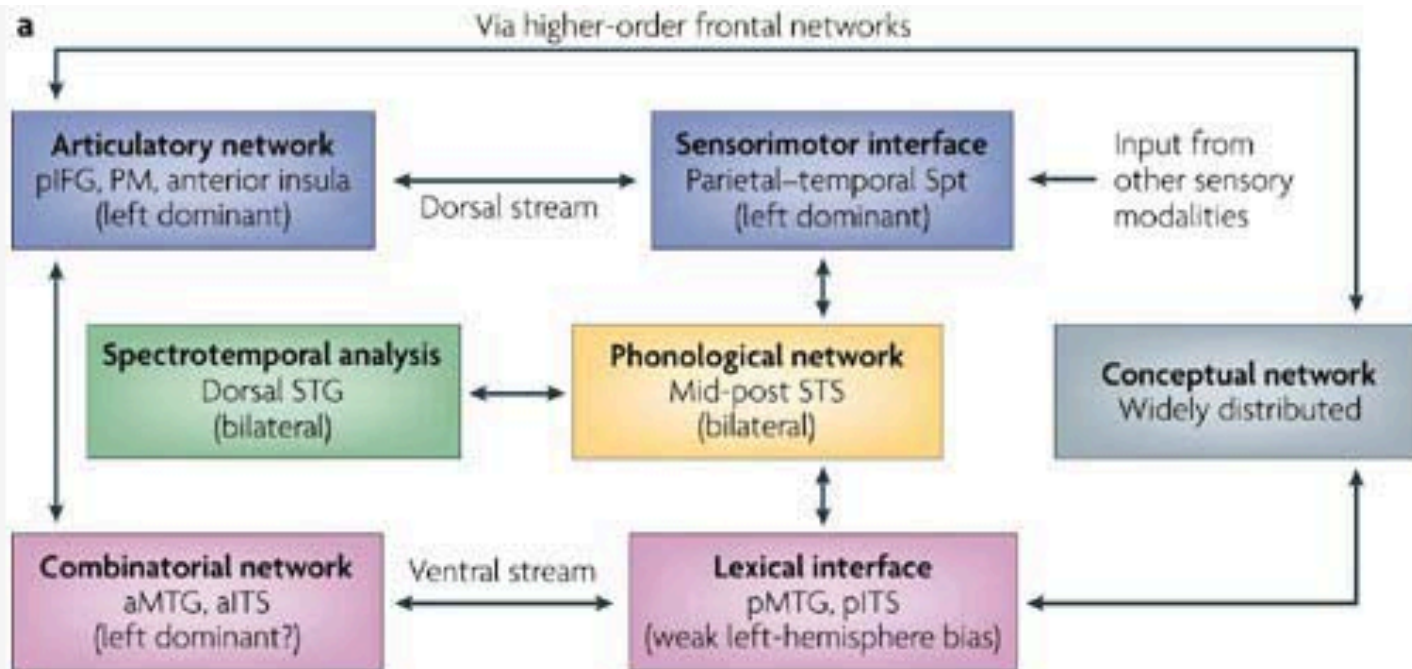 a
Via higher-order frontal networks
Articulatory network
pIFG, PM, anterior insula
(left dominant)
Dorsal stream
Sensorimotor interface
Parietal–temporal Spt
(left dominant)
Input from
other sensory
modalities
Spectrotemporal analysis
Dorsal STG
(bilateral)
Phonological network
Mid-post STS
(bilateral)
Conceptual network
Widely distributed
Combinatorial network
aMTG, aITS
(left dominant?)
Ventral stream
Lexical interface
pMTG, pITS
(weak left-hemisphere bias)